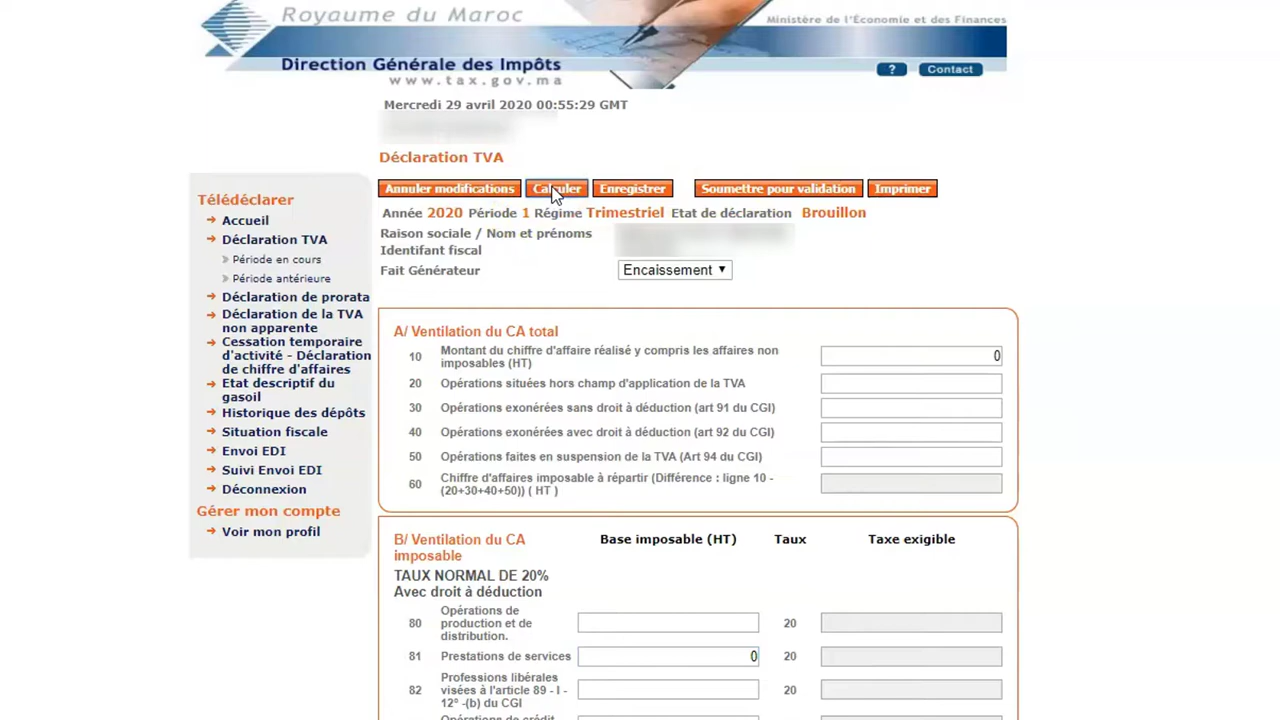 Royaume du Maroc
Ministère de l'Économie et des Finances
Direction Générale des Impôts
www.tax.gov.ma
? Contact
Mercredi 29 avril 2020 00:55:29 GMT
Déclaration TVA
Annuler modifications Calculer Enregistrer Soumettre pour validation Imprimer
Année 2020 Période 1 Régime Trimestriel Etat de déclaration Brouillon
Raison sociale / Nom et prénoms
Identifant fiscal
Fait Générateur Encaissement
Télédéclarer
Accueil
Déclaration TVA
Période en cours
Période antérieure
Déclaration de prorata
Déclaration de la TVA
non apparente
Cessation temporaire
d'activité - Déclaration
de chiffre d'affaires
Etat descriptif du
gasoil
Historique des dépôts
Situation fiscale
Envoi EDI
Suivi Envoi EDI
Déconnexion
Gérer mon compte
Voir mon profil
A/ Ventilation du CA total
10 Montant du chiffre d'affaire réalisé y compris les affaires non
imposables (HT) 0
20 Opérations situées hors champ d'application de la TVA
30 Opérations exonérées sans droit à déduction (art 91 du CGI)
40 Opérations exonérées avec droit à déduction (art 92 du CGI)
50 Opérations faites en suspension de la TVA (Art 94 du CGI)
60 Chiffre d'affaires imposable à répartir (Différence : ligne 10 -
(20+30+40+50)) ( HT )
B/ Ventilation du CA
imposable
Base imposable (HT) Taux Taxe exigible
TAUX NORMAL DE 20%
Avec droit à déduction
80 Opérations de
production et de
distribution. 20
81 Prestations de services 0 20
82 Professions libérales
visées à l'article 89 - I -
12° -(b) du CGI 20
Opérations de crédit